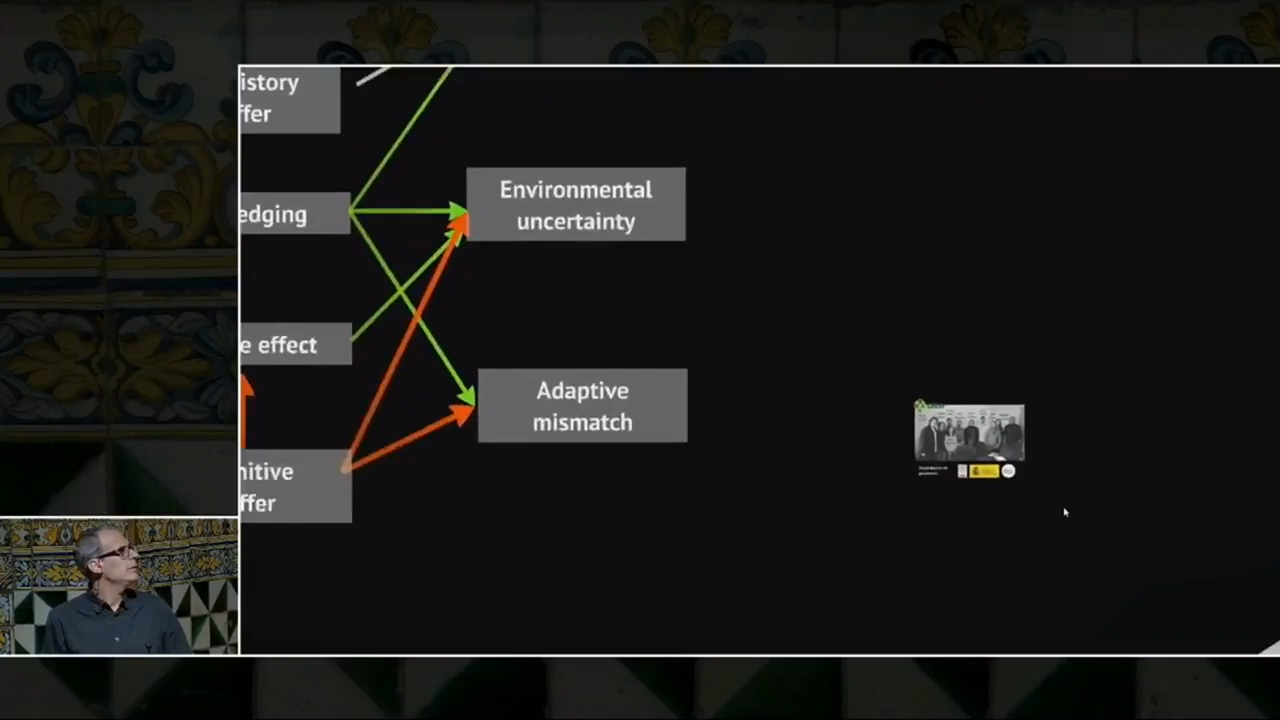 istory
ffer
edging
Environmental
uncertainty
e effect
Adaptive
mismatch
nitive
ffer